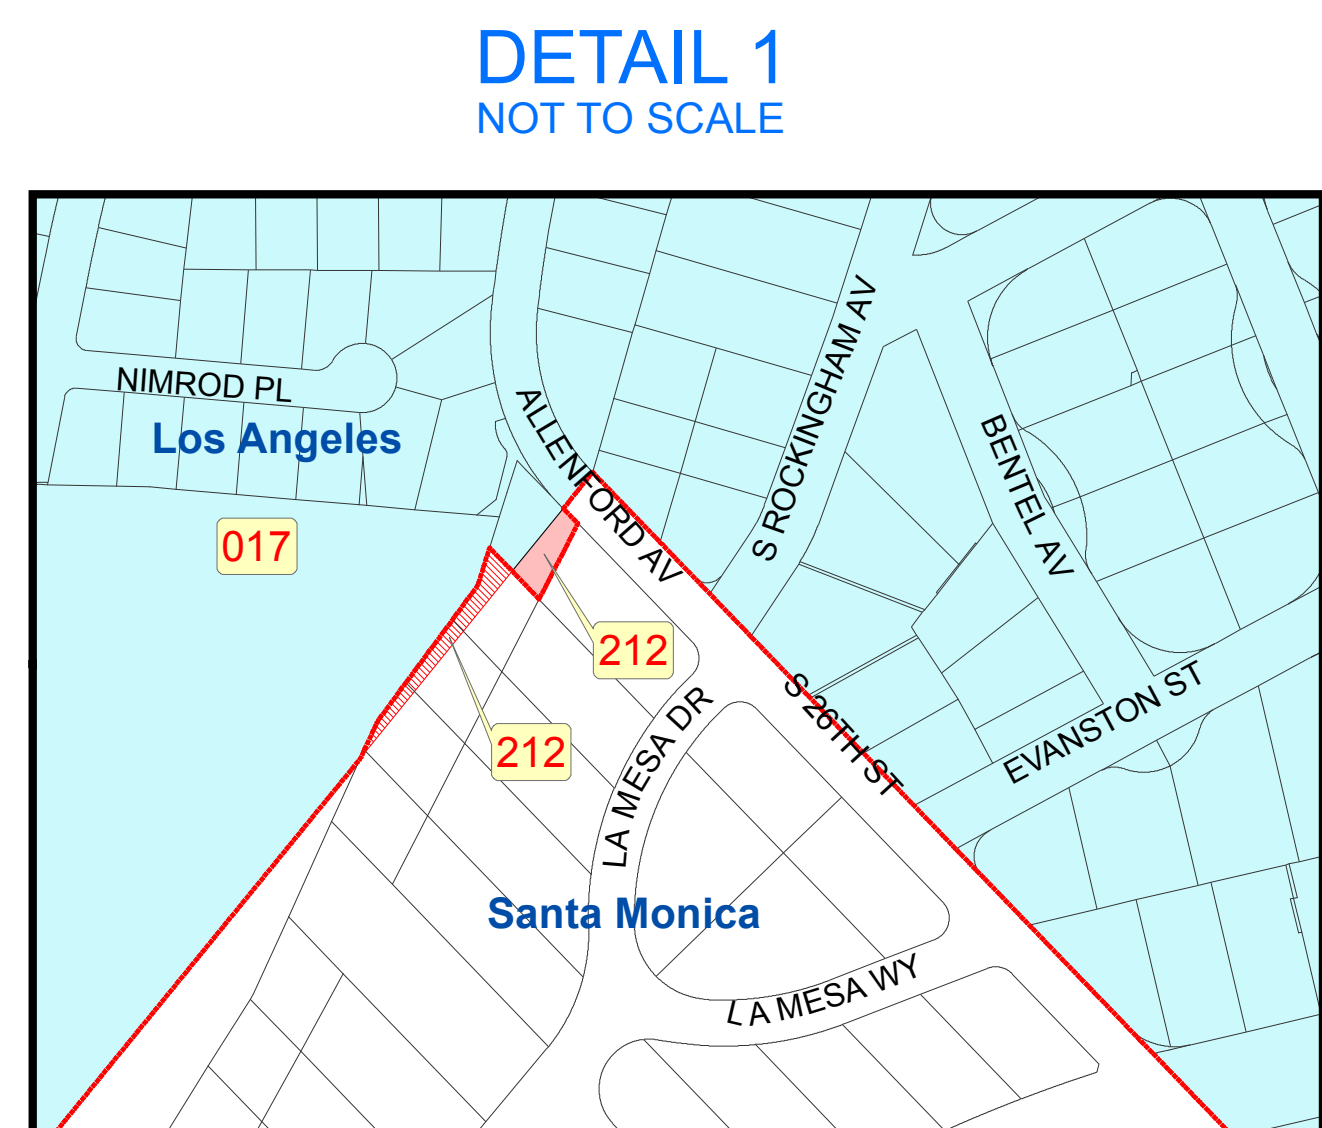 DETAIL 1
NOT TO SCALE
NIMROD PL
Los Angeles
ALLENFORD AV
S ROCKINGHAM AV
BENTEL AV
017
212
212
S 26TH ST
EVANSTON ST
LA MESA DR
Santa Monica
LA MESA WY